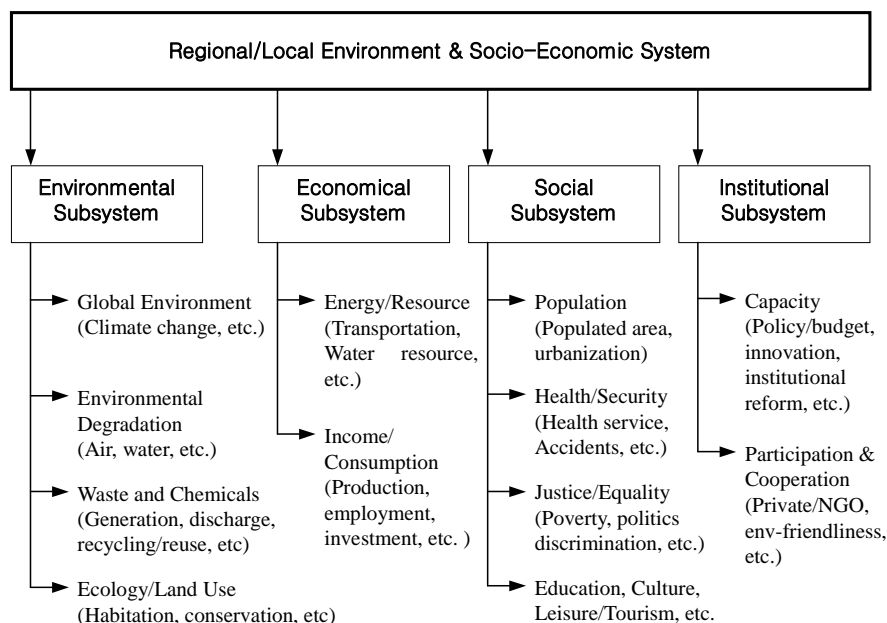 Regional/Local Environment & Socio-Economic System
Environmental
Subsystem
Global Environment
(Climate change, etc.)
Environmental
Degradation
(Air, water, etc.)
Waste and Chemicals
(Generation, discharge,
recycling/reuse, etc)
Ecology/Land Use
(Habitation, conservation, etc)
Economical
Subsystem
Energy/Resource
(Transportation,
Water resource,
etc.)
Income/
Consumption
(Production,
employment,
investment, etc. )
Social
Subsystem
Population
(Populated area,
urbanization)
Health/Security
(Health service,
Accidents, etc.)
Justice/Equality
(Poverty, politics
discrimination, etc.)
Education, Culture,
Leisure/Tourism, etc.
Institutional
Subsystem
Capacity
(Policy/budget,
innovation,
institutional
reform, etc.)
Participation &
Cooperation
(Private/NGO,
env-friendliness,
etc.)